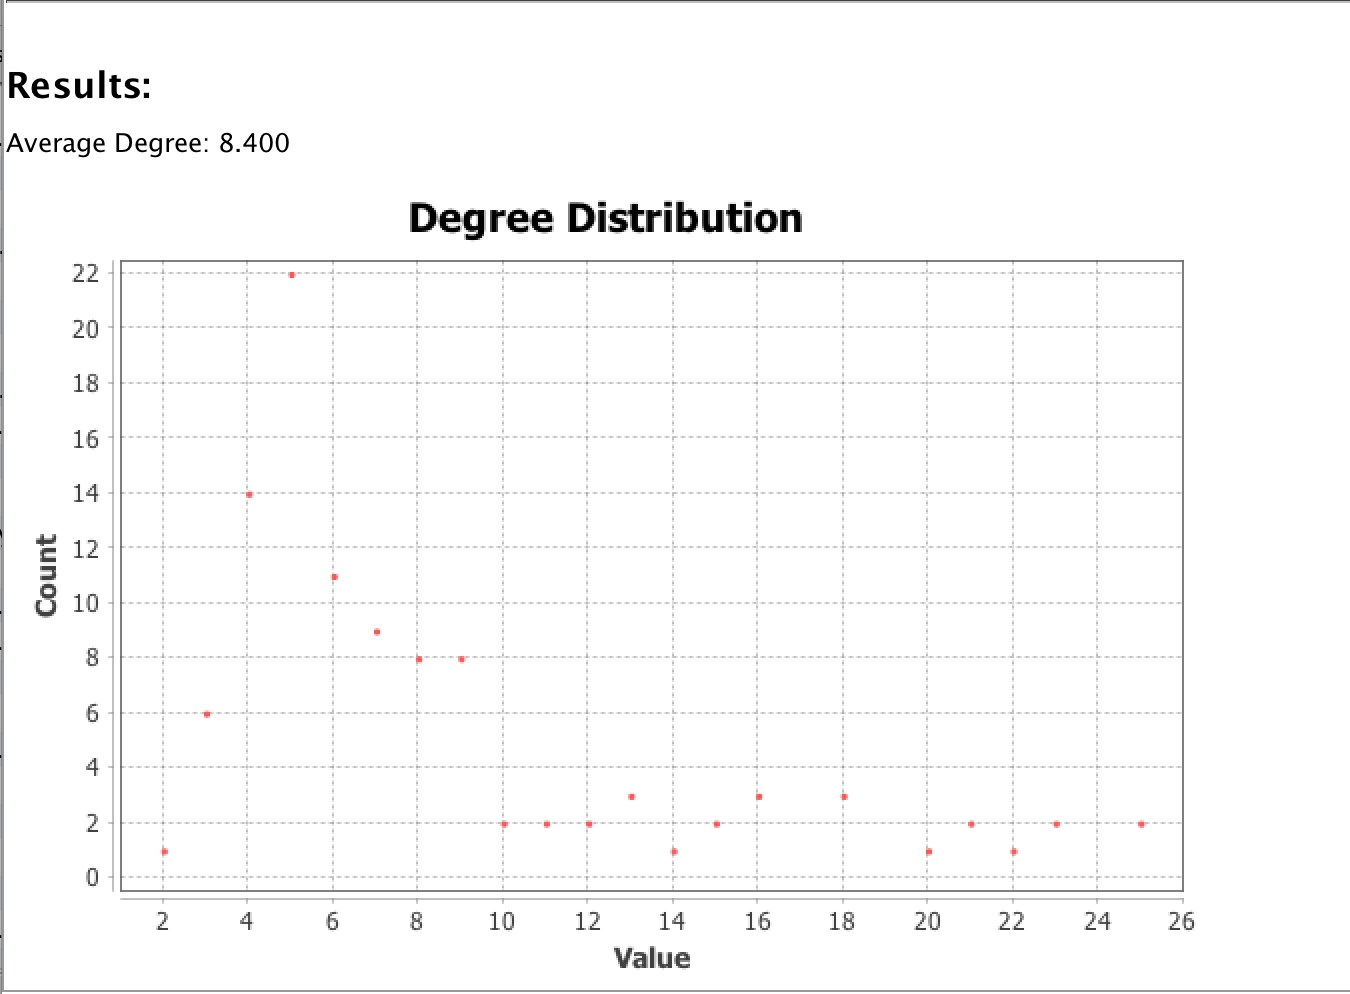 Results:
Average Degree: 8.400
Degree Distribution
22
20
18
16
14
12
10
8
6
4
2
0
Count
2 4 6 8 10 12 14 16 18 20 22 24 26
Value